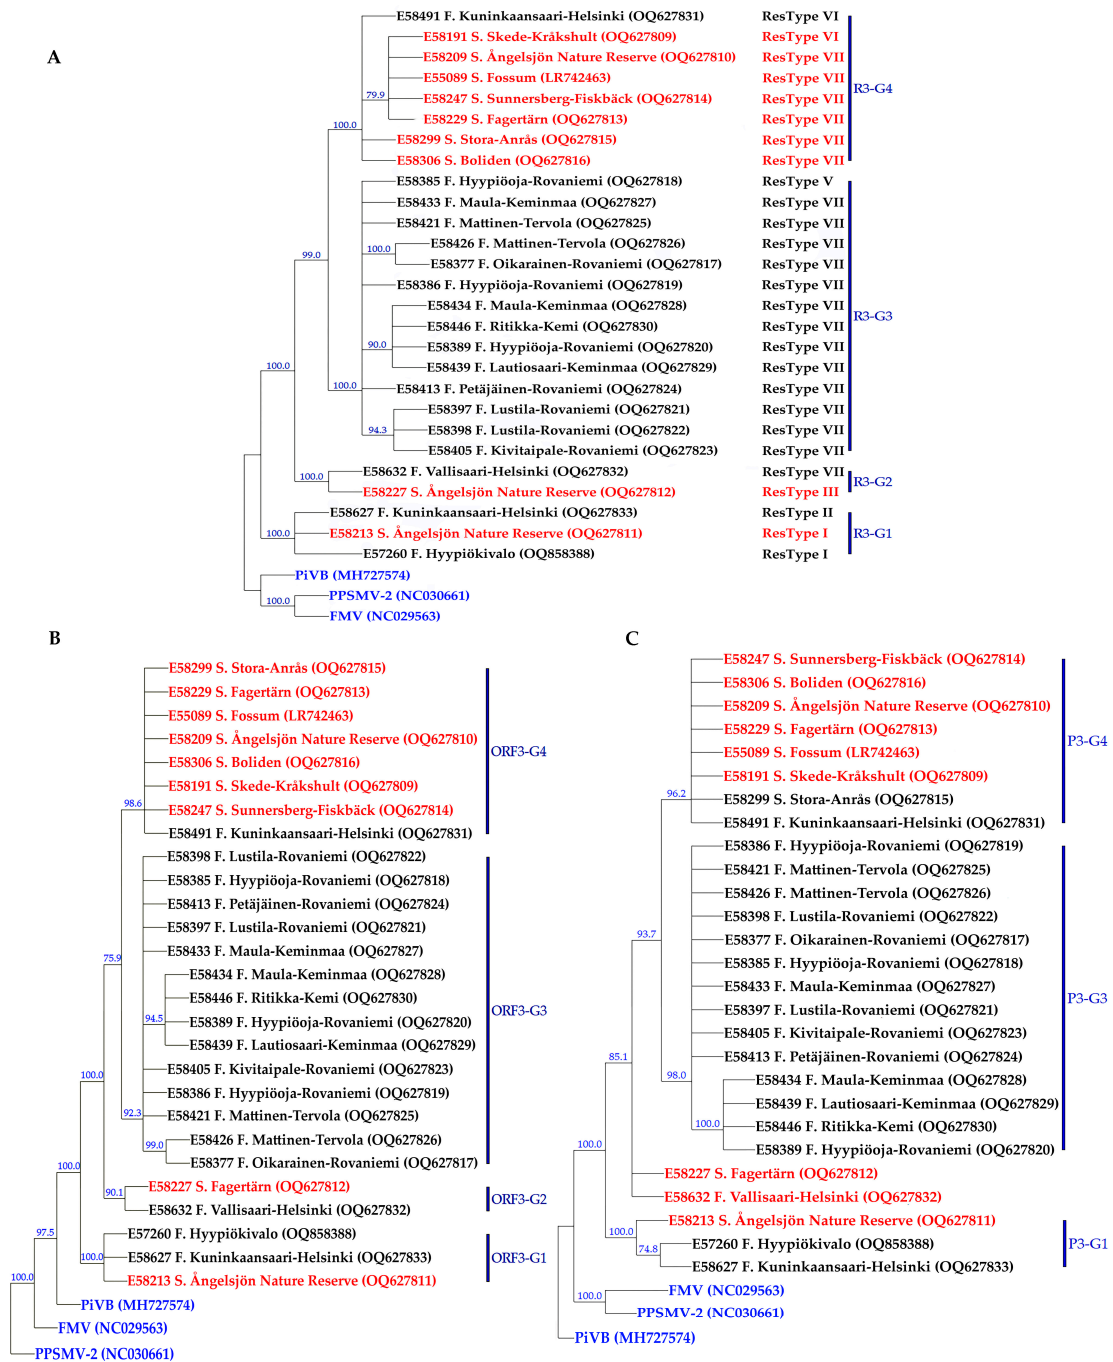 A
E58491 F. Kuninkaansaari-Helsinki (OQ627831) ResType VI
E58191 S. Skede-Kråkshult (OQ627809) ResType VI
E58209 S. Ångelsjön Nature Reserve (OQ627810) ResType VII
E55089 S. Fossum (LR742463) ResType VII
R3-G4
79.9
E58247 S. Sunnersberg-Fiskbäck (OQ627814) ResType VII
E58229 S. Fagertärn (OQ627813) ResType VII
100.0
E58299 S. Stora-Anrås (OQ627815) ResType VII
E58306 S. Boliden (OQ627816) ResType VII
E58385 F. Hyypiöoja-Rovaniemi (OQ627818) ResType V
E58433 F. Maula-Keminmaa (OQ627827) ResType VII
E58421 F. Mattinen-Tervola (OQ627825) ResType VII
E58426 F. Mattinen-Tervola (OQ627826) ResType VII
99.0
100.0
E58377 F. Oikarainen-Rovaniemi (OQ627817) ResType VII
E58386 F. Hyypiöoja-Rovaniemi (OQ627819) ResType VII
E58434 F. Maula-Keminmaa (OQ627828) ResType VII
R3-G3
E58446 F. Ritikka-Kemi (OQ627830) ResType VII
90.0
E58389 F. Hyypiöoja-Rovaniemi (OQ627820) ResType VII
100.0
E58439 F. Lautiosaari-Keminmaa (OQ627829) ResType VII
100.0
E58413 F. Petäjäinen-Rovaniemi (OQ627824) ResType VII
E58397 F. Lustila-Rovaniemi (OQ627821) ResType VII
94.3
E58398 F. Lustila-Rovaniemi (OQ627822) ResType VII
E58405 F. Kivitaipale-Rovaniemi (OQ627823) ResType VII
E58632 F. Vallisaari-Helsinki (OQ627832) ResType VII
100.0
R3-G2
E58227 S. Ångelsjön Nature Reserve (OQ627812) ResType III
E58627 F. Kuninkaansaari-Helsinki (OQ627833) ResType II
100.0
E58213 S. Ångelsjön Nature Reserve (OQ627811) ResType I
R3-G1
E57260 F. Hyypiökivalo (OQ858388) ResType I
PiVB (MH727574)
PPSMV-2 (NC030661)
100.0
FMV (NC029563)
B
E58299 S. Stora-Anrås (OQ627815)
E58229 S. Fagertärn (OQ627813)
E55089 S. Fossum (LR742463)
E58209 S. Ångelsjön Nature Reserve (OQ627810)
ORF3-G4
E58306 S. Boliden (OQ627816)
E58191 S. Skede-Kråkshult (OQ627809)
98.6
E58247 S. Sunnersberg-Fiskbäck (OQ627814)
E58491 F. Kuninkaansaari-Helsinki (OQ627831)
E58398 F. Lustila-Rovaniemi (OQ627822)
E58385 F. Hyypiöoja-Rovaniemi (OQ627818)
E58413 F. Petäjäinen-Rovaniemi (OQ627824)
E58397 F. Lustila-Rovaniemi (OQ627821)
E58433 F. Maula-Keminmaa (OQ627827)
75.9
E58434 F. Maula-Keminmaa (OQ627828)
E58446 F. Ritikka-Kemi (OQ627830)
ORF3-G3
94.5
E58389 F. Hyypiöoja-Rovaniemi (OQ627820)
E58439 F. Lautiosaari-Keminmaa (OQ627829)
E58405 F. Kivitaipale-Rovaniemi (OQ627823)
100.0
E58386 F. Hyypiöoja-Rovaniemi (OQ627819)
92.3
E58421 F. Mattinen-Tervola (OQ627825)
E58426 F. Mattinen-Tervola (OQ627826)
99.0
E58377 F. Oikarainen-Rovaniemi (OQ627817)
100.0
E58227 S. Fagertärn (OQ627812)
90.1
ORF3-G2
E58632 F. Vallisaari-Helsinki (OQ627832)
97.5
E57260 F. Hyypiökivalo (OQ858388)
100.0
E58627 F. Kuninkaansaari-Helsinki (OQ627833)
ORF3-G1
100.0
E58213 S. Ångelsjön Nature Reserve (OQ627811)
PiVB (MH727574)
FMV (NC029563)
PPSMV-2 (NC030661)
C
E58247 S. Sunnersberg-Fiskbäck (OQ627814)
E58306 S. Boliden (OQ627816)
E58209 S. Ångelsjön Nature Reserve (OQ627810)
E58229 S. Fagertärn (OQ627813)
P3-G4
E55089 S. Fossum (LR742463)
E58191 S. Skede-Kråkshult (OQ627809)
96.2
E58299 S. Stora-Anrås (OQ627815)
E58491 F. Kuninkaansaari-Helsinki (OQ627831)
E58386 F. Hyypiöoja-Rovaniemi (OQ627819)
E58421 F. Mattinen-Tervola (OQ627825)
E58426 F. Mattinen-Tervola (OQ627826)
E58398 F. Lustila-Rovaniemi (OQ627822)
93.7
E58377 F. Oikarainen-Rovaniemi (OQ627817)
E58385 F. Hyypiöoja-Rovaniemi (OQ627818)
E58433 F. Maula-Keminmaa (OQ627827)
P3-G3
E58397 F. Lustila-Rovaniemi (OQ627821)
E58405 F. Kivitaipale-Rovaniemi (OQ627823)
85.1
E58413 F. Petäjäinen-Rovaniemi (OQ627824)
98.0
E58434 F. Maula-Keminmaa (OQ627828)
E58439 F. Lautiosaari-Keminmaa (OQ627829)
100.0
E58446 F. Ritikka-Kemi (OQ627830)
100.0
E58389 F. Hyypiöoja-Rovaniemi (OQ627820)
E58227 S. Fagertärn (OQ627812)
E58632 F. Vallisaari-Helsinki (OQ627832)
E58213 S. Ångelsjön Nature Reserve (OQ627811)
100.0
E57260 F. Hyypiökivalo (OQ858388)
P3-G1
74.8
E58627 F. Kuninkaansaari-Helsinki (OQ627833)
FMV (NC029563)
100.0
PPSMV-2 (NC030661)
PiVB (MH727574)